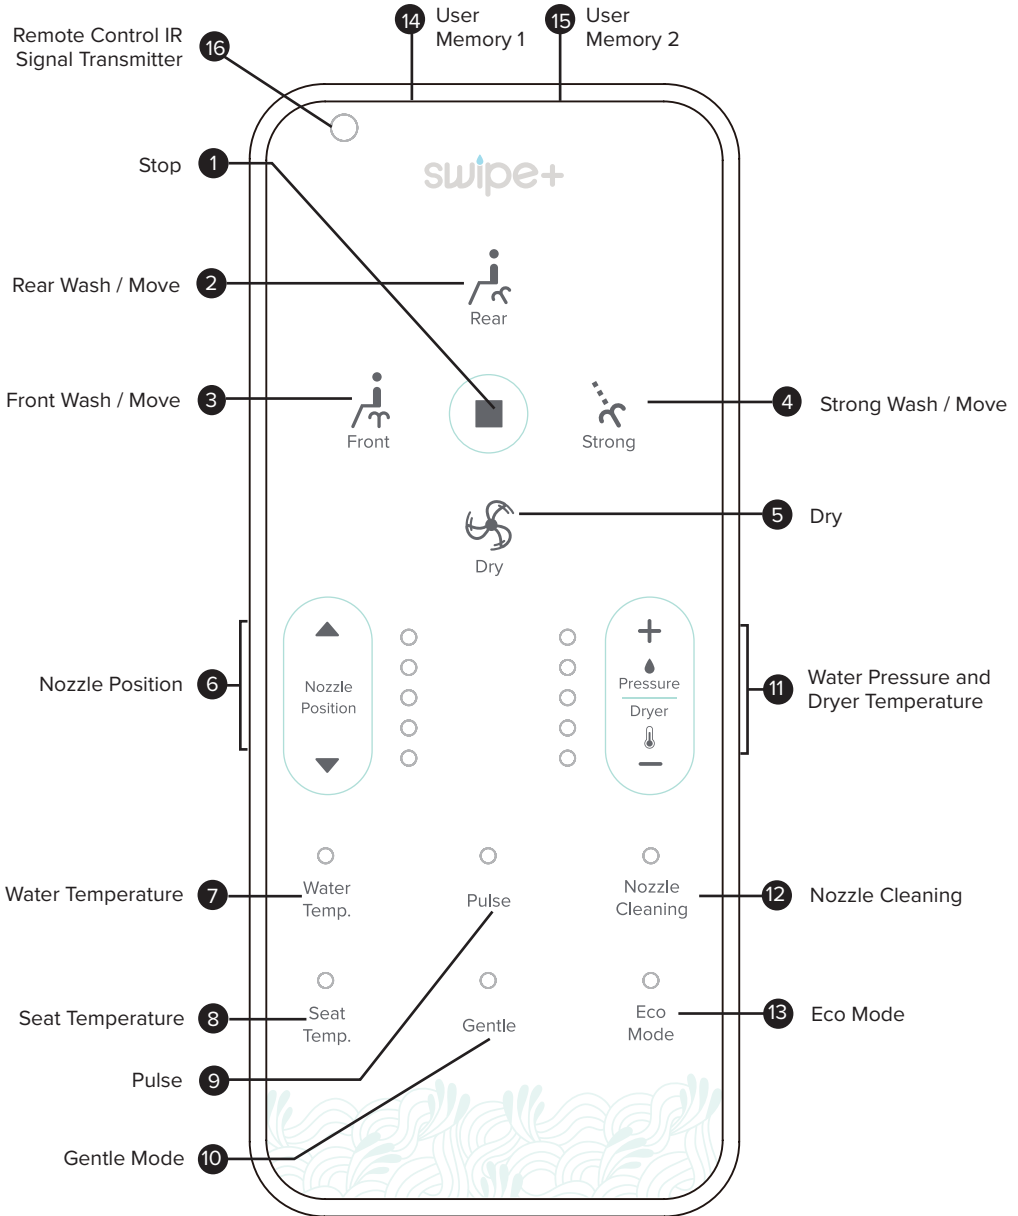 14 User
Memory 1
15 User
Memory 2
Remote Control IR
Signal Transmitter
16
Stop 1
swipe+
Rear Wash / Move 2
Rear
Front Wash / Move 3
Front
Strong
4 Strong Wash / Move
5 Dry
Dry
Nozzle Position 6
Nozzle
Position
Pressure
Dryer
11 Water Pressure and
Dryer Temperature
Water Temperature 7
Water
Temp.
Pulse
Nozzle
Cleaning
12 Nozzle Cleaning
Seat Temperature 8
Seat
Temp.
Gentle
Eco
Mode
13 Eco Mode
Pulse 9
Gentle Mode 10